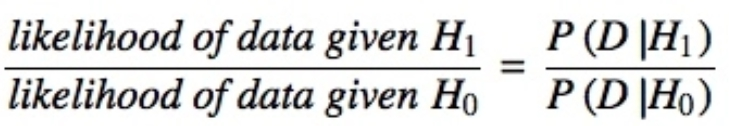 likelihood of data given H₁ = P (D |H₁)
likelihood of data given H₀ P (D |H₀)